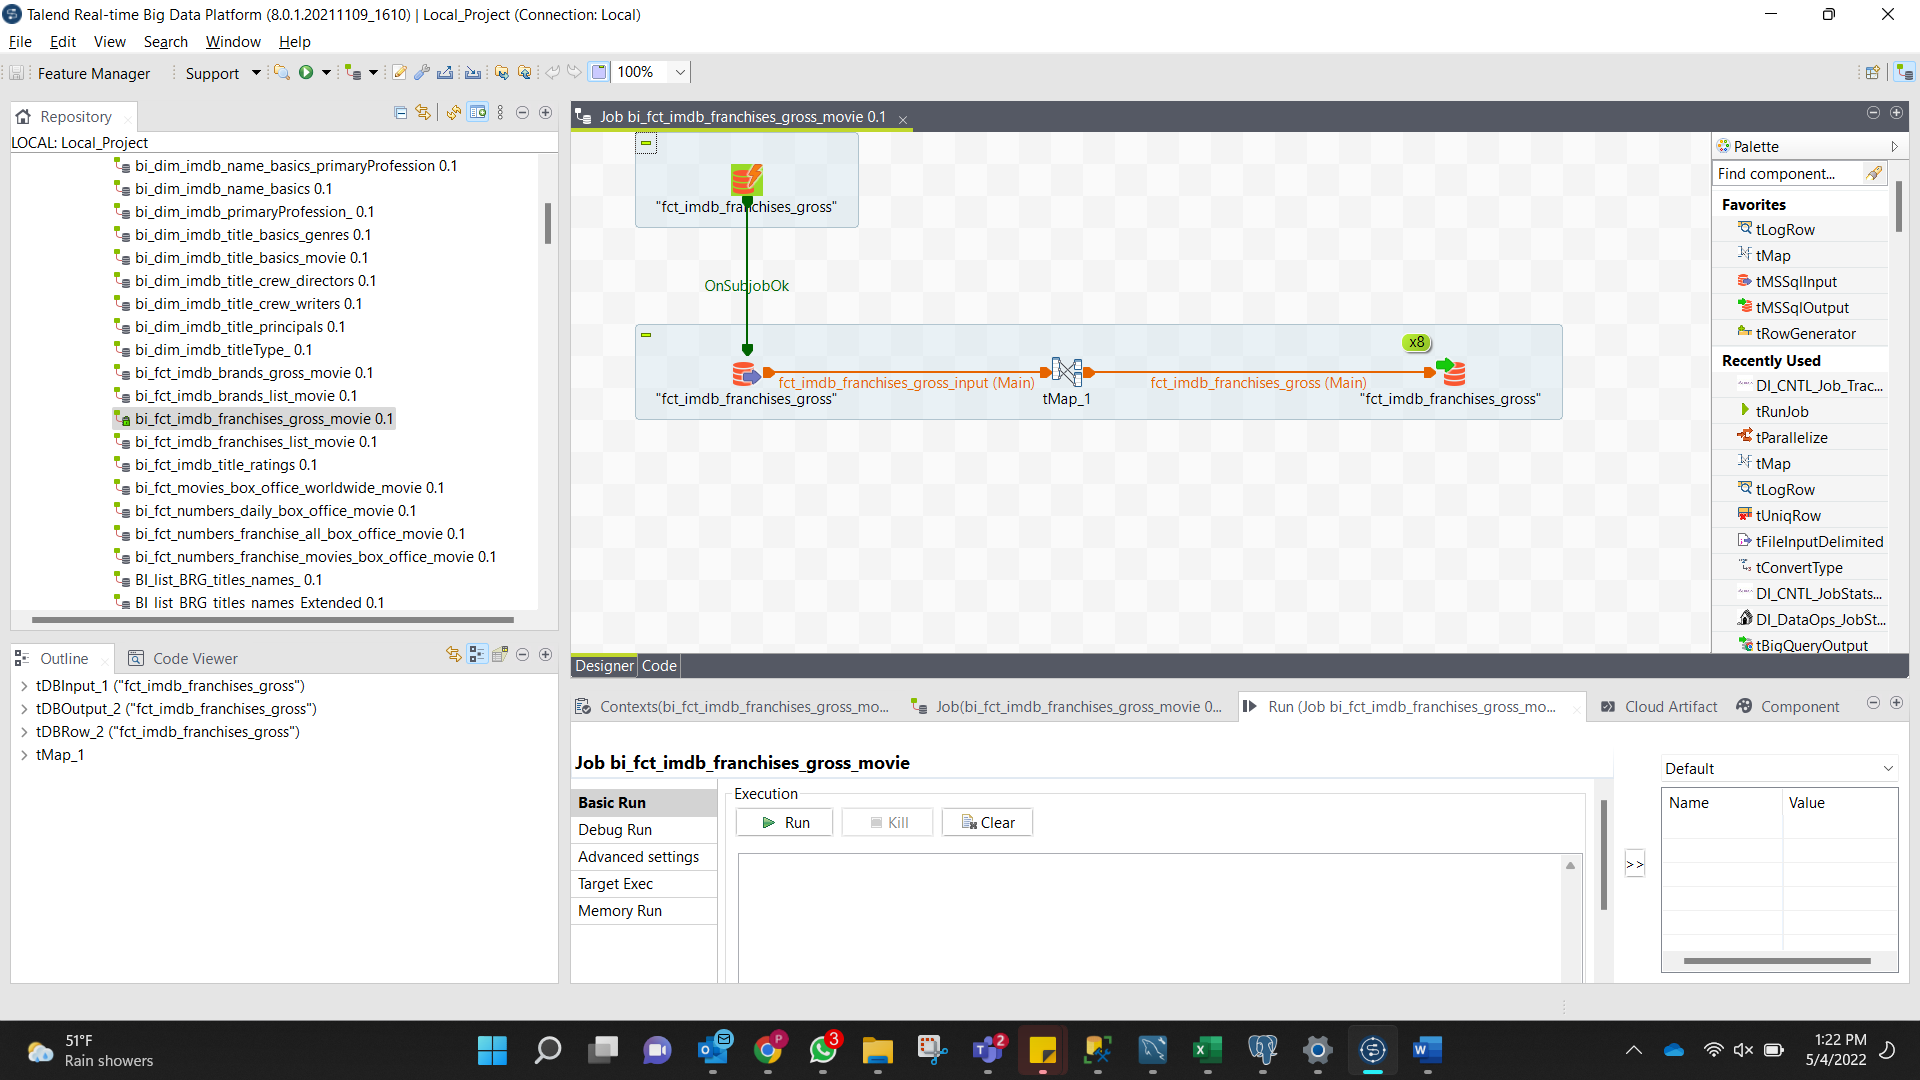 Talend Real-time Big Data Platform (8.0.1.20211109_1610) | Local_Project (Connection: Local)
File Edit View Search Window Help
Feature Manager Support 100%
Repository
LOCAL: Local_Project
bi_dim_imdb_name_basics_primaryProfession 0.1
bi_dim_imdb_name_basics 0.1
bi_dim_imdb_primaryProfession_ 0.1
bi_dim_imdb_title_basics_genres 0.1
bi_dim_imdb_title_basics_movie 0.1
bi_dim_imdb_title_crew_directors 0.1
bi_dim_imdb_title_crew_writers 0.1
bi_dim_imdb_title_principals 0.1
bi_dim_imdb_titleType_ 0.1
bi_fct_imdb_brands_gross_movie 0.1
bi_fct_imdb_brands_list_movie 0.1
bi_fct_imdb_franchises_gross_movie 0.1
bi_fct_imdb_franchises_list_movie 0.1
bi_fct_imdb_title_ratings 0.1
bi_fct_movies_box_office_worldwide_movie 0.1
bi_fct_numbers_daily_box_office_movie 0.1
bi_fct_numbers_franchise_all_box_office_movie 0.1
bi_fct_numbers_franchise_movies_box_office_movie 0.1
BI_list_BRG_titles_names_ 0.1
BI_list_BRG_titles_names_Extended 0.1
Outline Code Viewer
tDBInput_1 ("fct_imdb_franchises_gross")
tDBOutput_2 ("fct_imdb_franchises_gross")
tDBRow_2 ("fct_imdb_franchises_gross")
tMap_1
Job bi_fct_imdb_franchises_gross_movie 0.1
"fct_imdb_franchises_gross"
OnSubjobOk
x8
fct_imdb_franchises_gross_input (Main) fct_imdb_franchises_gross (Main)
"fct_imdb_franchises_gross" tMap_1 "fct_imdb_franchises_gross"
Palette
Find component...
Favorites
tLogRow
tMap
tMSSqlInput
tMSSqlOutput
tRowGenerator
Recently Used
DI_CNTL_Job_Trac...
tRunJob
tParallelize
tMap
tLogRow
tUniqRow
tFileInputDelimited
tConvertType
DI_CNTL_JobStats...
DI_DataOps_JobSt...
tBigQueryOutput
Designer Code
Contexts(bi_fct_imdb_franchises_gross_mo... Job(bi_fct_imdb_franchises_gross_movie 0... Run (Job bi_fct_imdb_franchises_gross_mo... Cloud Artifact Component
Job bi_fct_imdb_franchises_gross_movie
Basic Run
Debug Run
Advanced settings
Target Exec
Memory Run
Execution
Run Kill Clear
>>
Default
Name Value
51°F
Rain showers
P
3
2
1:22 PM
5/4/2022